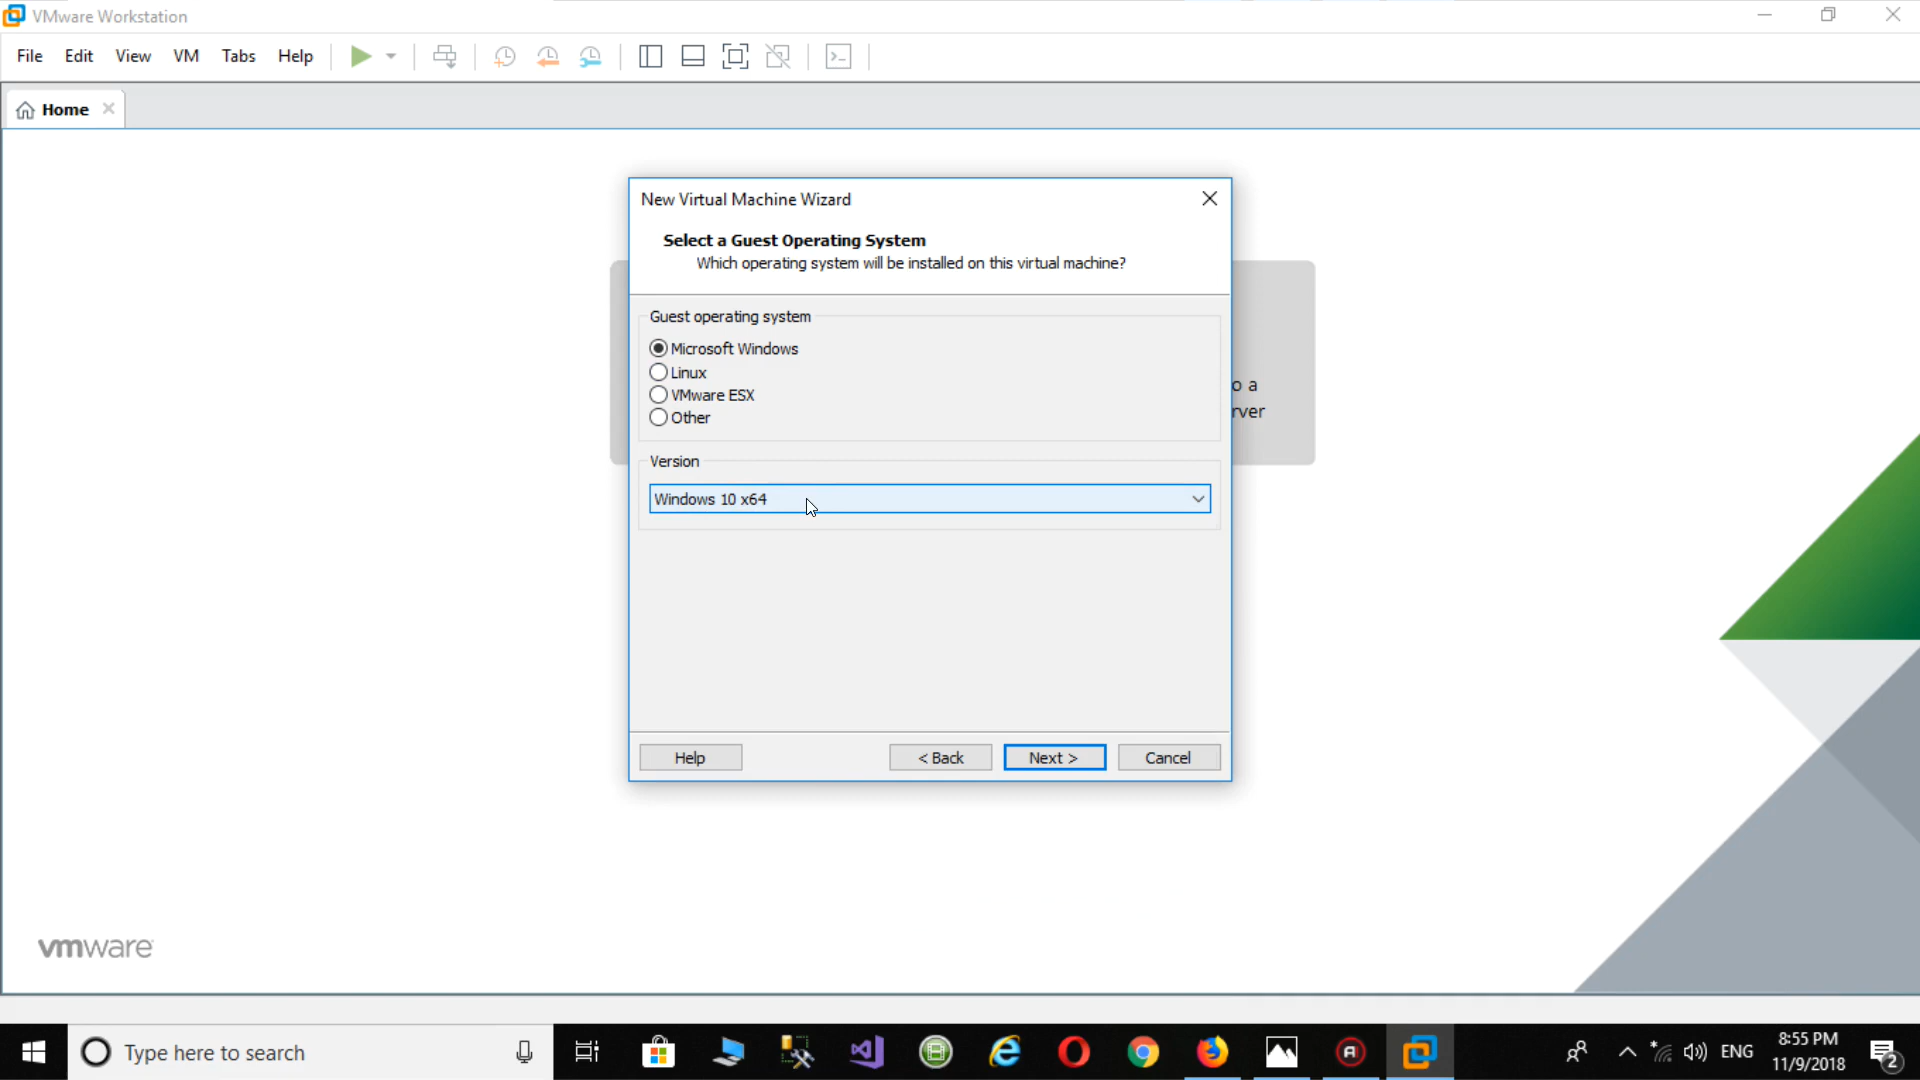 VMware Workstation
File Edit View VM Tabs Help
Home
New Virtual Machine Wizard
Select a Guest Operating System
Which operating system will be installed on this virtual machine?
Guest operating system
Microsoft Windows
Linux
VMware ESX
Other
o a
rver
Version
Windows 10 x64
Help < Back Next > Cancel
vmware
Type here to search
ENG
8:55 PM
11/9/2018
2